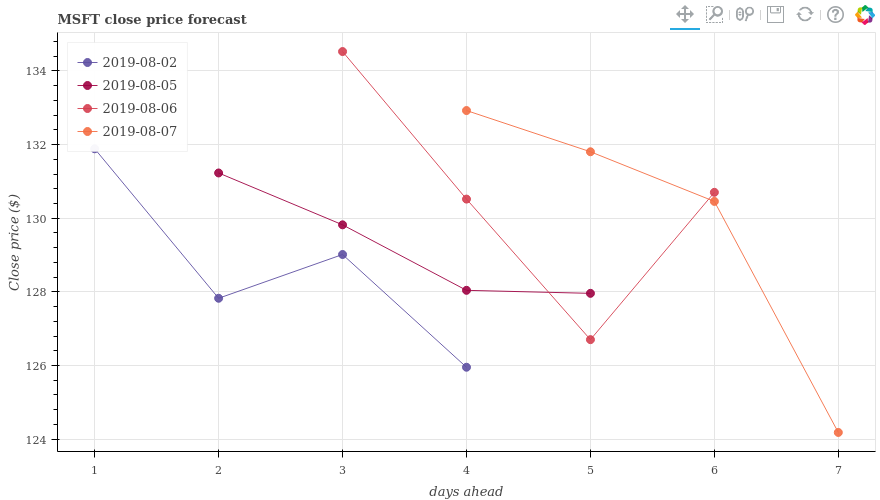 MSFT close price forecast
2019-08-02
2019-08-05
2019-08-06
2019-08-07
Close price ($)
134
132
130
128
126
124
1 2 3 4 5 6 7
days ahead